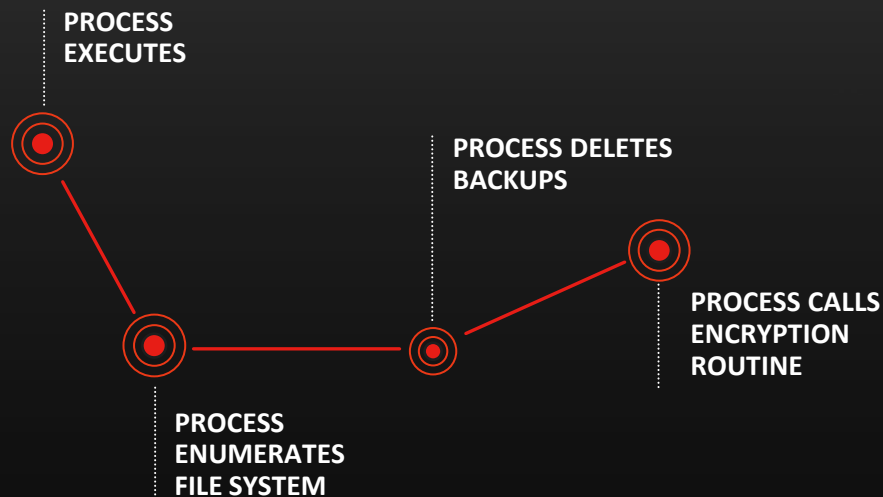 PROCESS
EXECUTES
PROCESS
ENUMERATES
FILE SYSTEM
PROCESS DELETES
BACKUPS
PROCESS CALLS
ENCRYPTION
ROUTINE